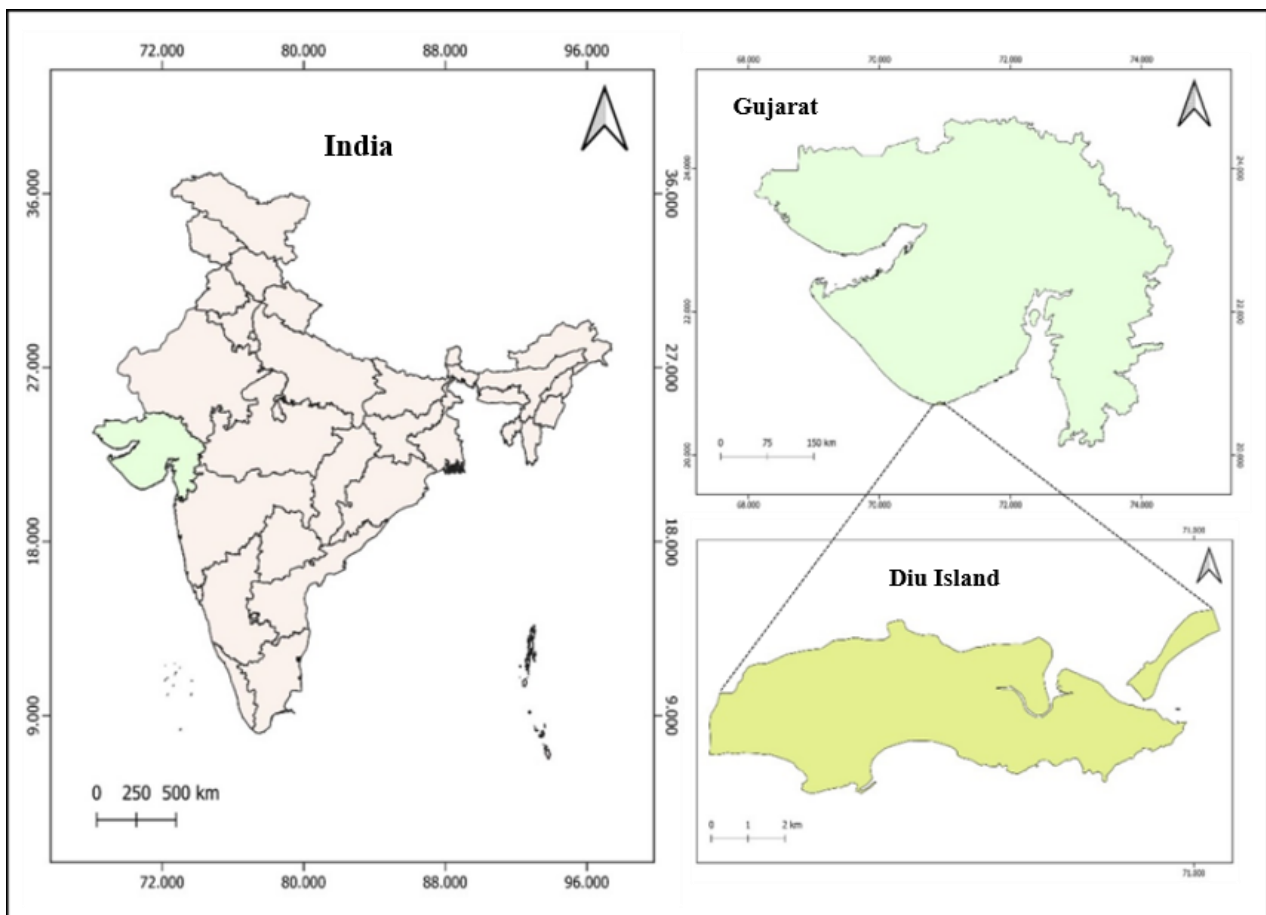 72.000 80.000 88.000 96.000
India
36.000 36.000
27.000 27.000
18.000 18.000
9.000 9.000
0 250 500 km
72.000 80.000 88.000 96.000
68.000 70.000 72.000 74.000
Gujarat
24.000 24.000
22.000 22.000
20.000 20.000
0 75 150 km
68.000 70.000 72.000 74.000
71.000
Diu Island
0 1 2 km
71.000